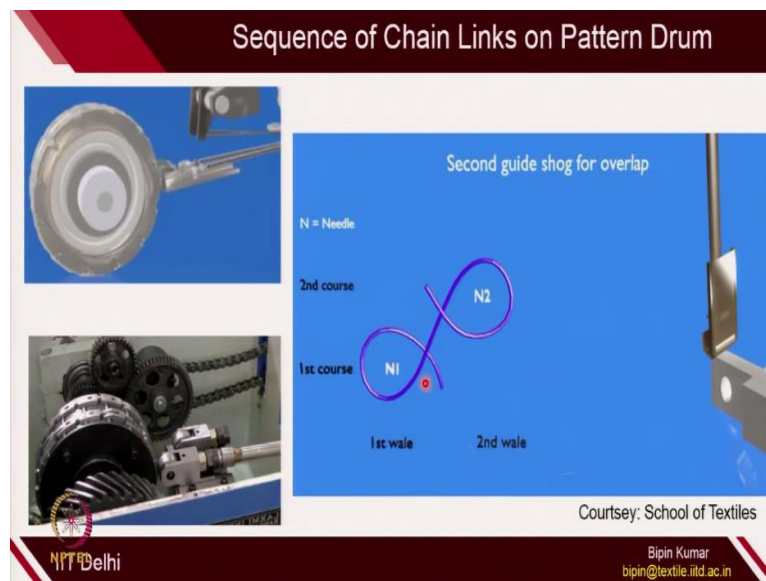 Sequence of Chain Links on Pattern Drum
Second guide shog for overlap
N = Needle
2nd course
N2
1st course
N1
1st wale
2nd wale
Courtsey: School of Textiles
NPTEL
IIT Delhi
Bipin Kumar
bipin@textile.iitd.ac.in